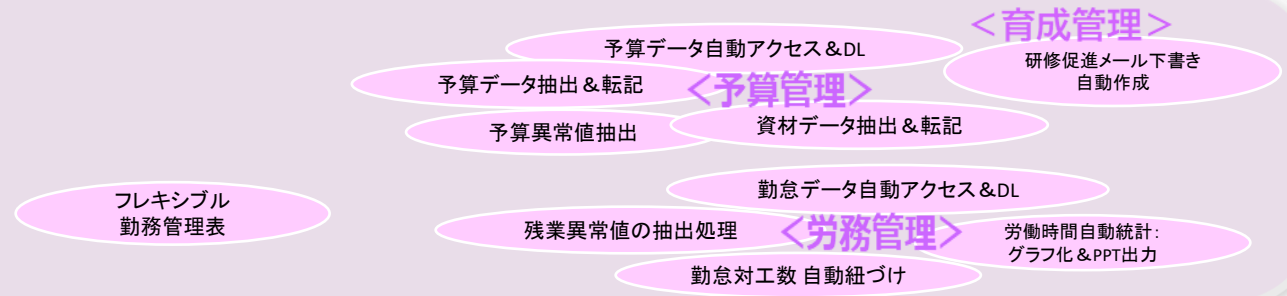 ＜育成管理＞
予算データ自動アクセス＆DL
研修促進メール下書き
自動作成
予算データ抽出＆転記
＜予算管理＞
予算異常値抽出
資材データ抽出＆転記
勤怠データ自動アクセス＆DL
フレキシブル
勤務管理表
残業異常値の抽出処理
＜労務管理＞
労働時間自動統計：
グラフ化＆PPT出力
勤怠対工数 自動紐づけ